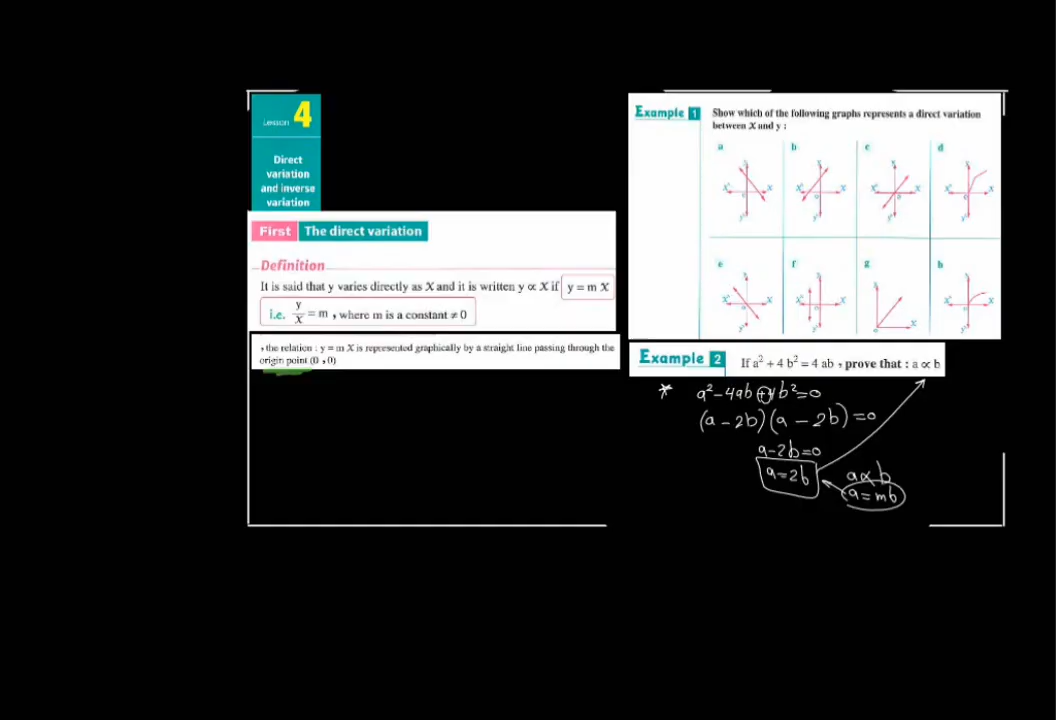 Lesson 4
Direct
variation
and inverse
variation
First The direct variation
Definition
It is said that y varies directly as X and it is written y ∝ X if y = m X
i.e. y/X = m , where m is a constant ≠ 0
, the relation : y = m X is represented graphically by a straight line passing through the
origin point (0 , 0)
Example 1 Show which of the following graphs represents a direct variation
between X and y :
a b c d
e f g h
Example 2 If a² + 4 b² = 4 ab , prove that : a ∝ b
* a² - 4ab + 4b² = 0
(a - 2b)(a - 2b) = 0
a - 2b = 0
a = 2b
a ∝ b
a = mb